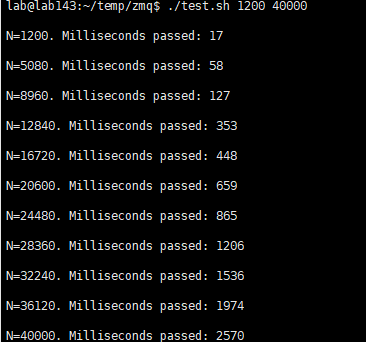 lab@lab143:~/temp/zmq$ ./test.sh 1200 40000
N=1200. Milliseconds passed: 17
N=5080. Milliseconds passed: 58
N=8960. Milliseconds passed: 127
N=12840. Milliseconds passed: 353
N=16720. Milliseconds passed: 448
N=20600. Milliseconds passed: 659
N=24480. Milliseconds passed: 865
N=28360. Milliseconds passed: 1206
N=32240. Milliseconds passed: 1536
N=36120. Milliseconds passed: 1974
N=40000. Milliseconds passed: 2570